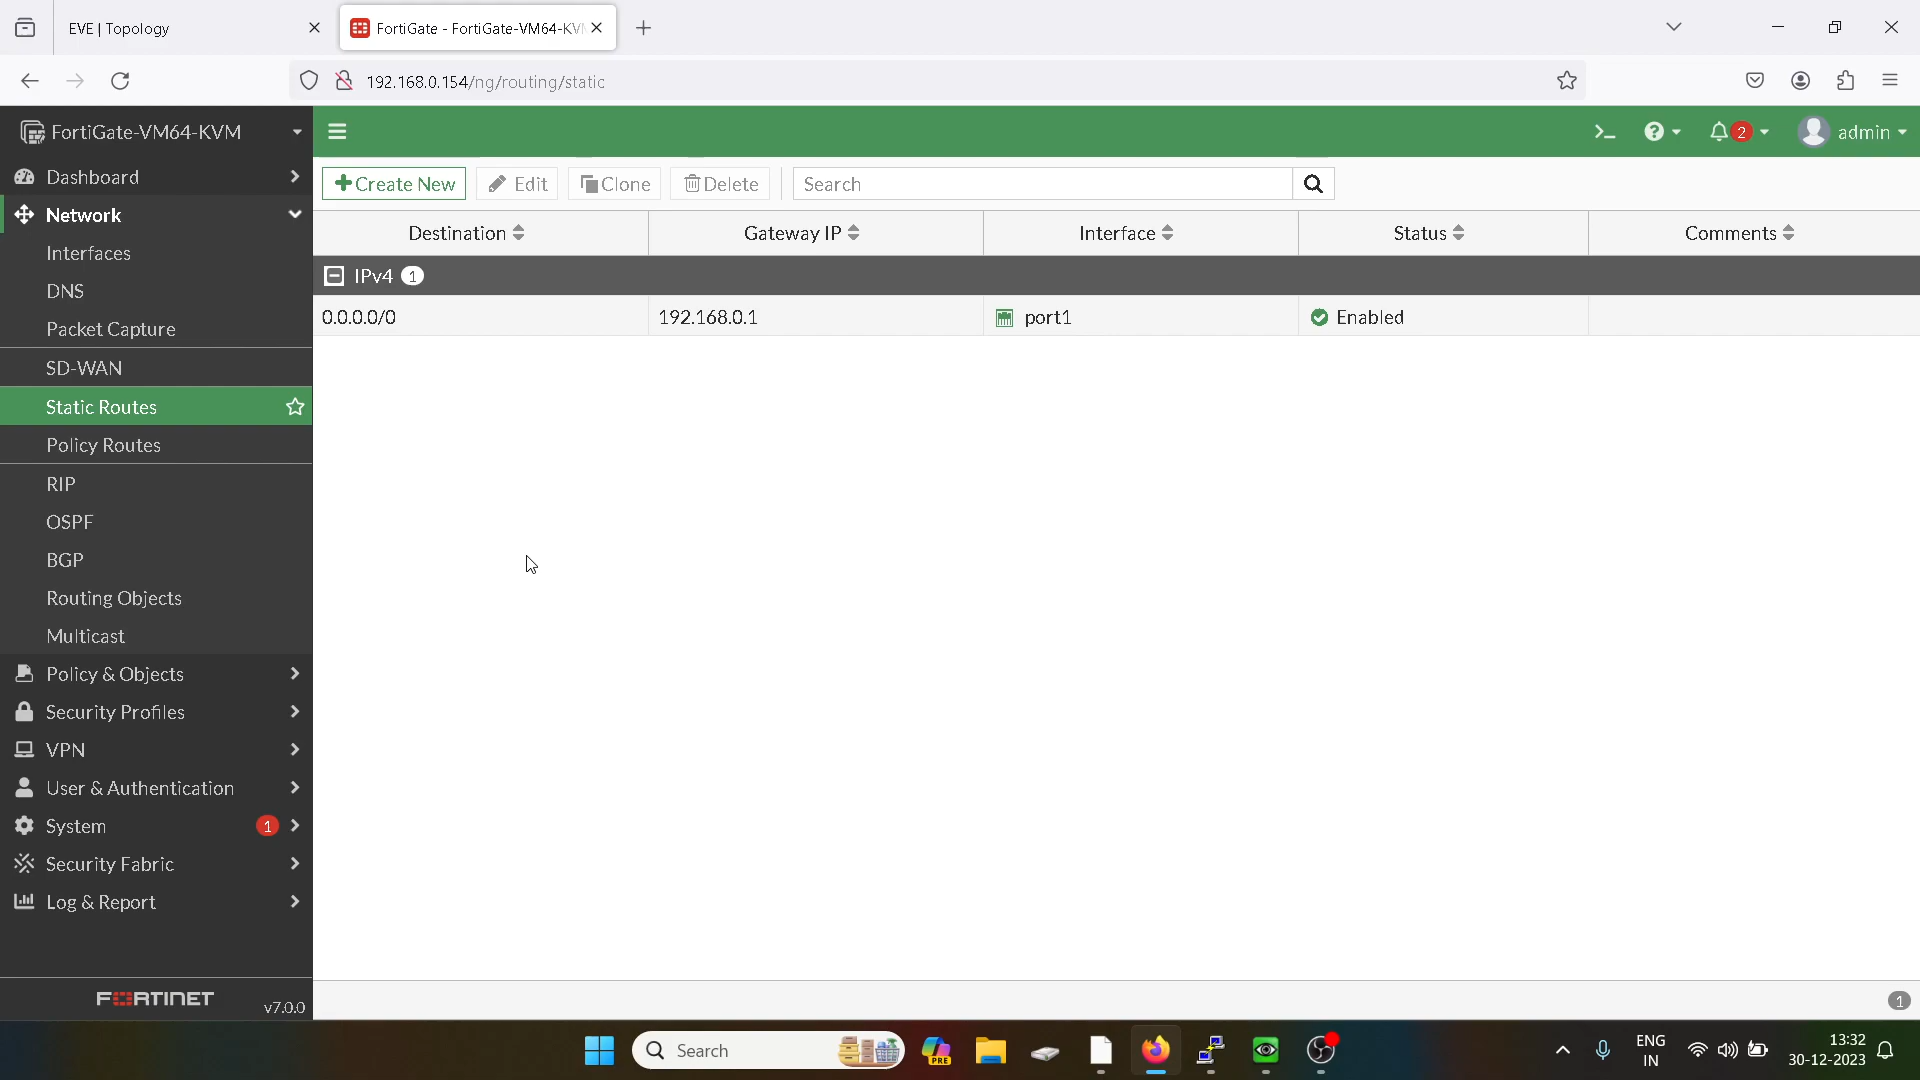 EVE | Topology
FortiGate - FortiGate-VM64-KV
192.168.0.154/ng/routing/static
FortiGate-VM64-KVM
2
admin
Dashboard
Network
Interfaces
DNS
Packet Capture
SD-WAN
Static Routes
Policy Routes
RIP
OSPF
BGP
Routing Objects
Multicast
Policy & Objects
Security Profiles
VPN
User & Authentication
System 1
Security Fabric
Log & Report
FORTINET v7.0.0
Create New Edit Clone Delete Search
Destination Gateway IP Interface Status Comments
IPv4 1
0.0.0.0/0 192.168.0.1 port1 Enabled
1
Search
PRE
ENG
IN
13:32
30-12-2023